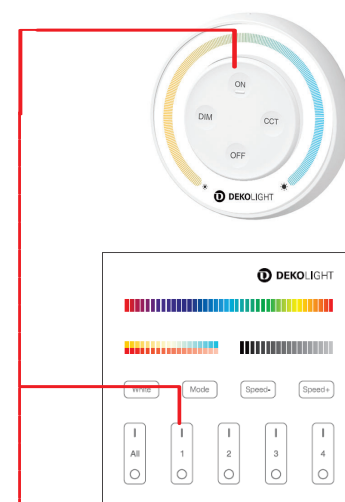 ON
DIM
CCT
OFF
DEKOLIGHT
DEKOLIGHT
White Mode Speed- Speed+
All 1 2 3 4